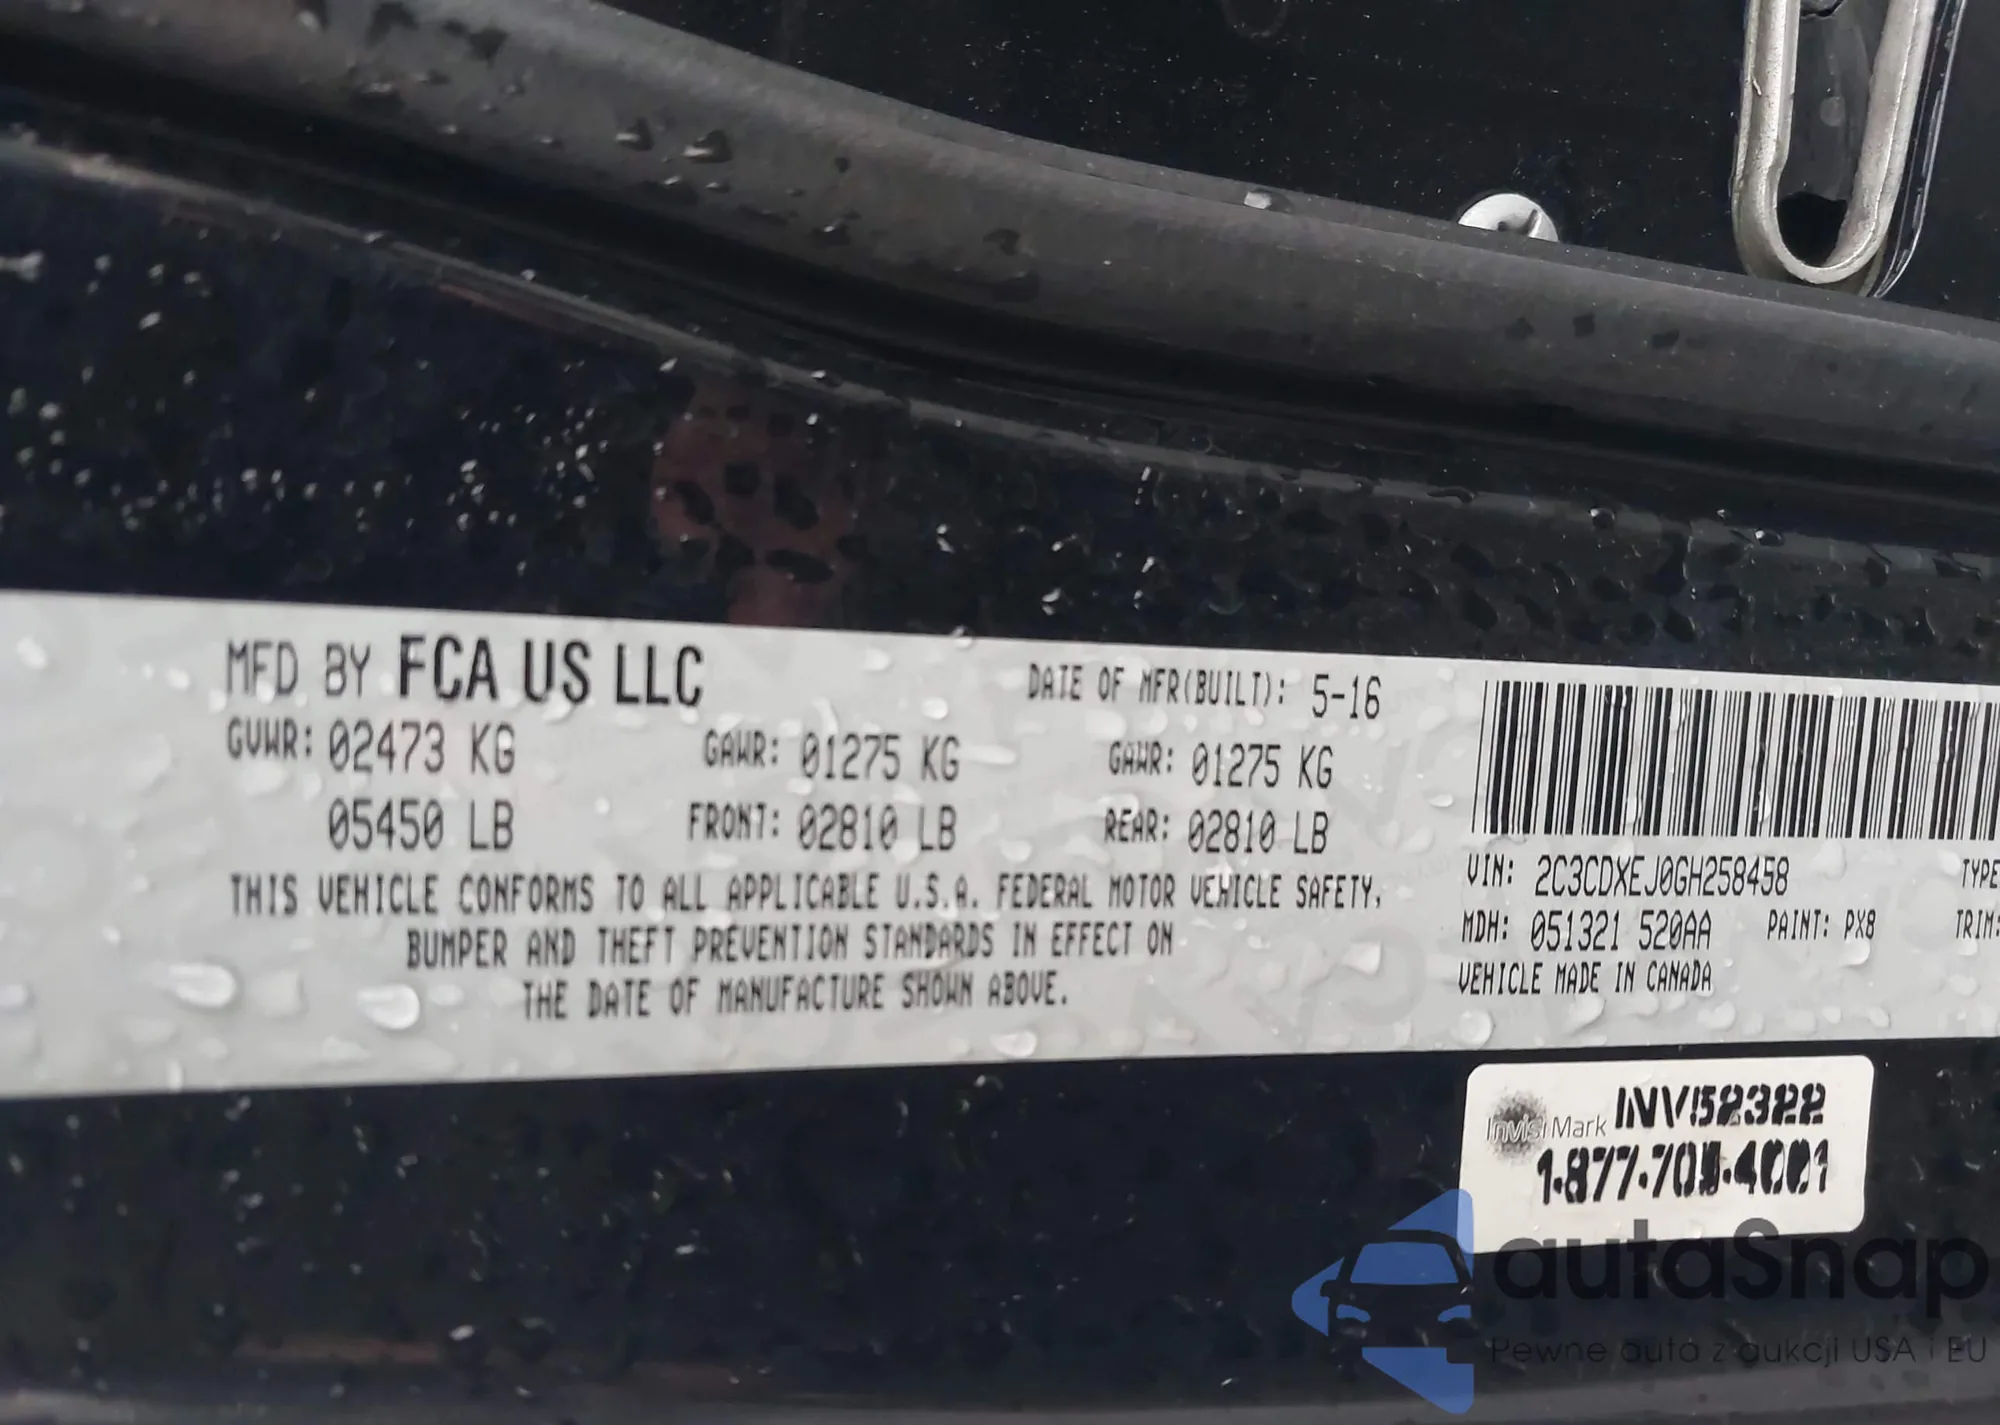 MFD BY FCA US LLC
DATE OF MFR(BUILT): 5-16
GVWR: 02473 KG
GAWR: 01275 KG
GAWR: 01275 KG
05450 LB
FRONT: 02810 LB
REAR: 02810 LB
THIS VEHICLE CONFORMS TO ALL APPLICABLE U.S.A. FEDERAL MOTOR VEHICLE SAFETY,
BUMPER AND THEFT PREVENTION STANDARDS IN EFFECT ON
THE DATE OF MANUFACTURE SHOWN ABOVE.
VIN: 2C3CDXEJ0GH258458
TYPE
MDH: 051321 520AA
PAINT: PX8
TRIM:
VEHICLE MADE IN CANADA
InvisiMark INV52322
autaSnap
Pewne auta z aukcji USA i EU